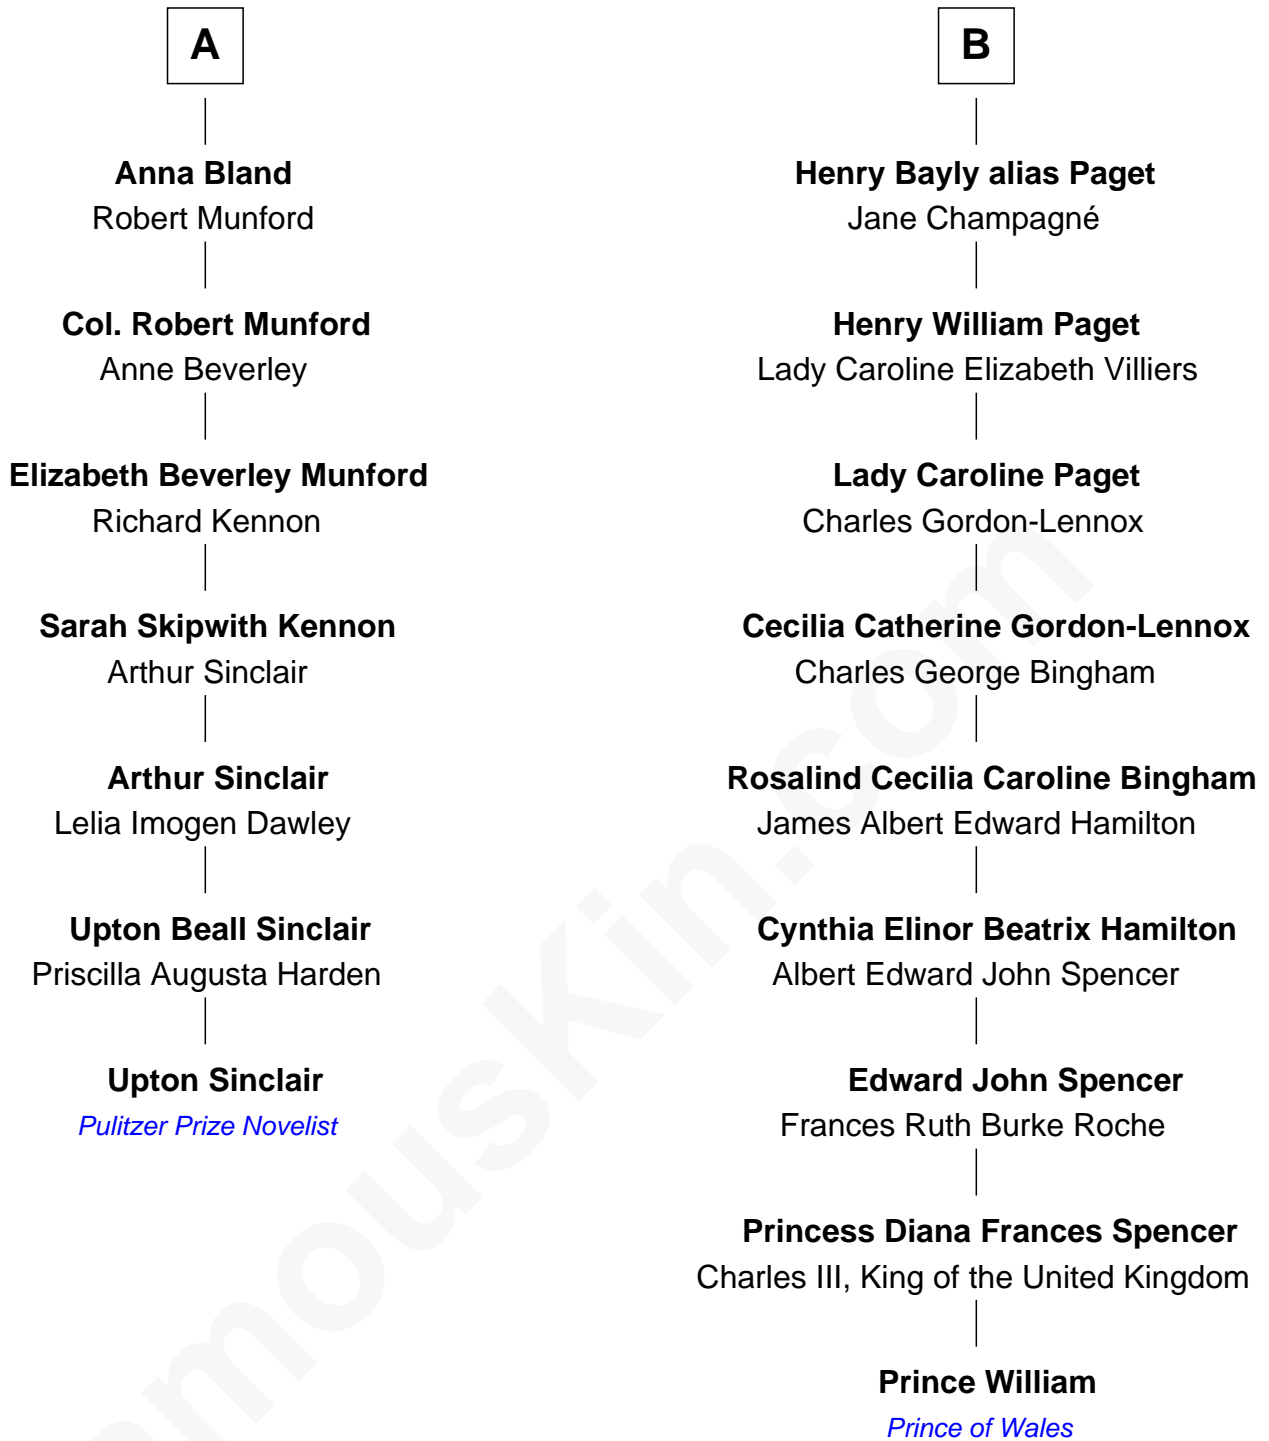 A
Anna Bland
Robert Munford
Col. Robert Munford
Anne Beverley
Elizabeth Beverley Munford
Richard Kennon
Sarah Skipwith Kennon
Arthur Sinclair
Arthur Sinclair
Lelia Imogen Dawley
Upton Beall Sinclair
Priscilla Augusta Harden
Upton Sinclair
Pulitzer Prize Novelist
B
Henry Bayly alias Paget
Jane Champagné
Henry William Paget
Lady Caroline Elizabeth Villiers
Lady Caroline Paget
Charles Gordon-Lennox
Cecilia Catherine Gordon-Lennox
Charles George Bingham
Rosalind Cecilia Caroline Bingham
James Albert Edward Hamilton
Cynthia Elinor Beatrix Hamilton
Albert Edward John Spencer
Edward John Spencer
Frances Ruth Burke Roche
Princess Diana Frances Spencer
Charles III, King of the United Kingdom
Prince William
Prince of Wales
amousKin.com